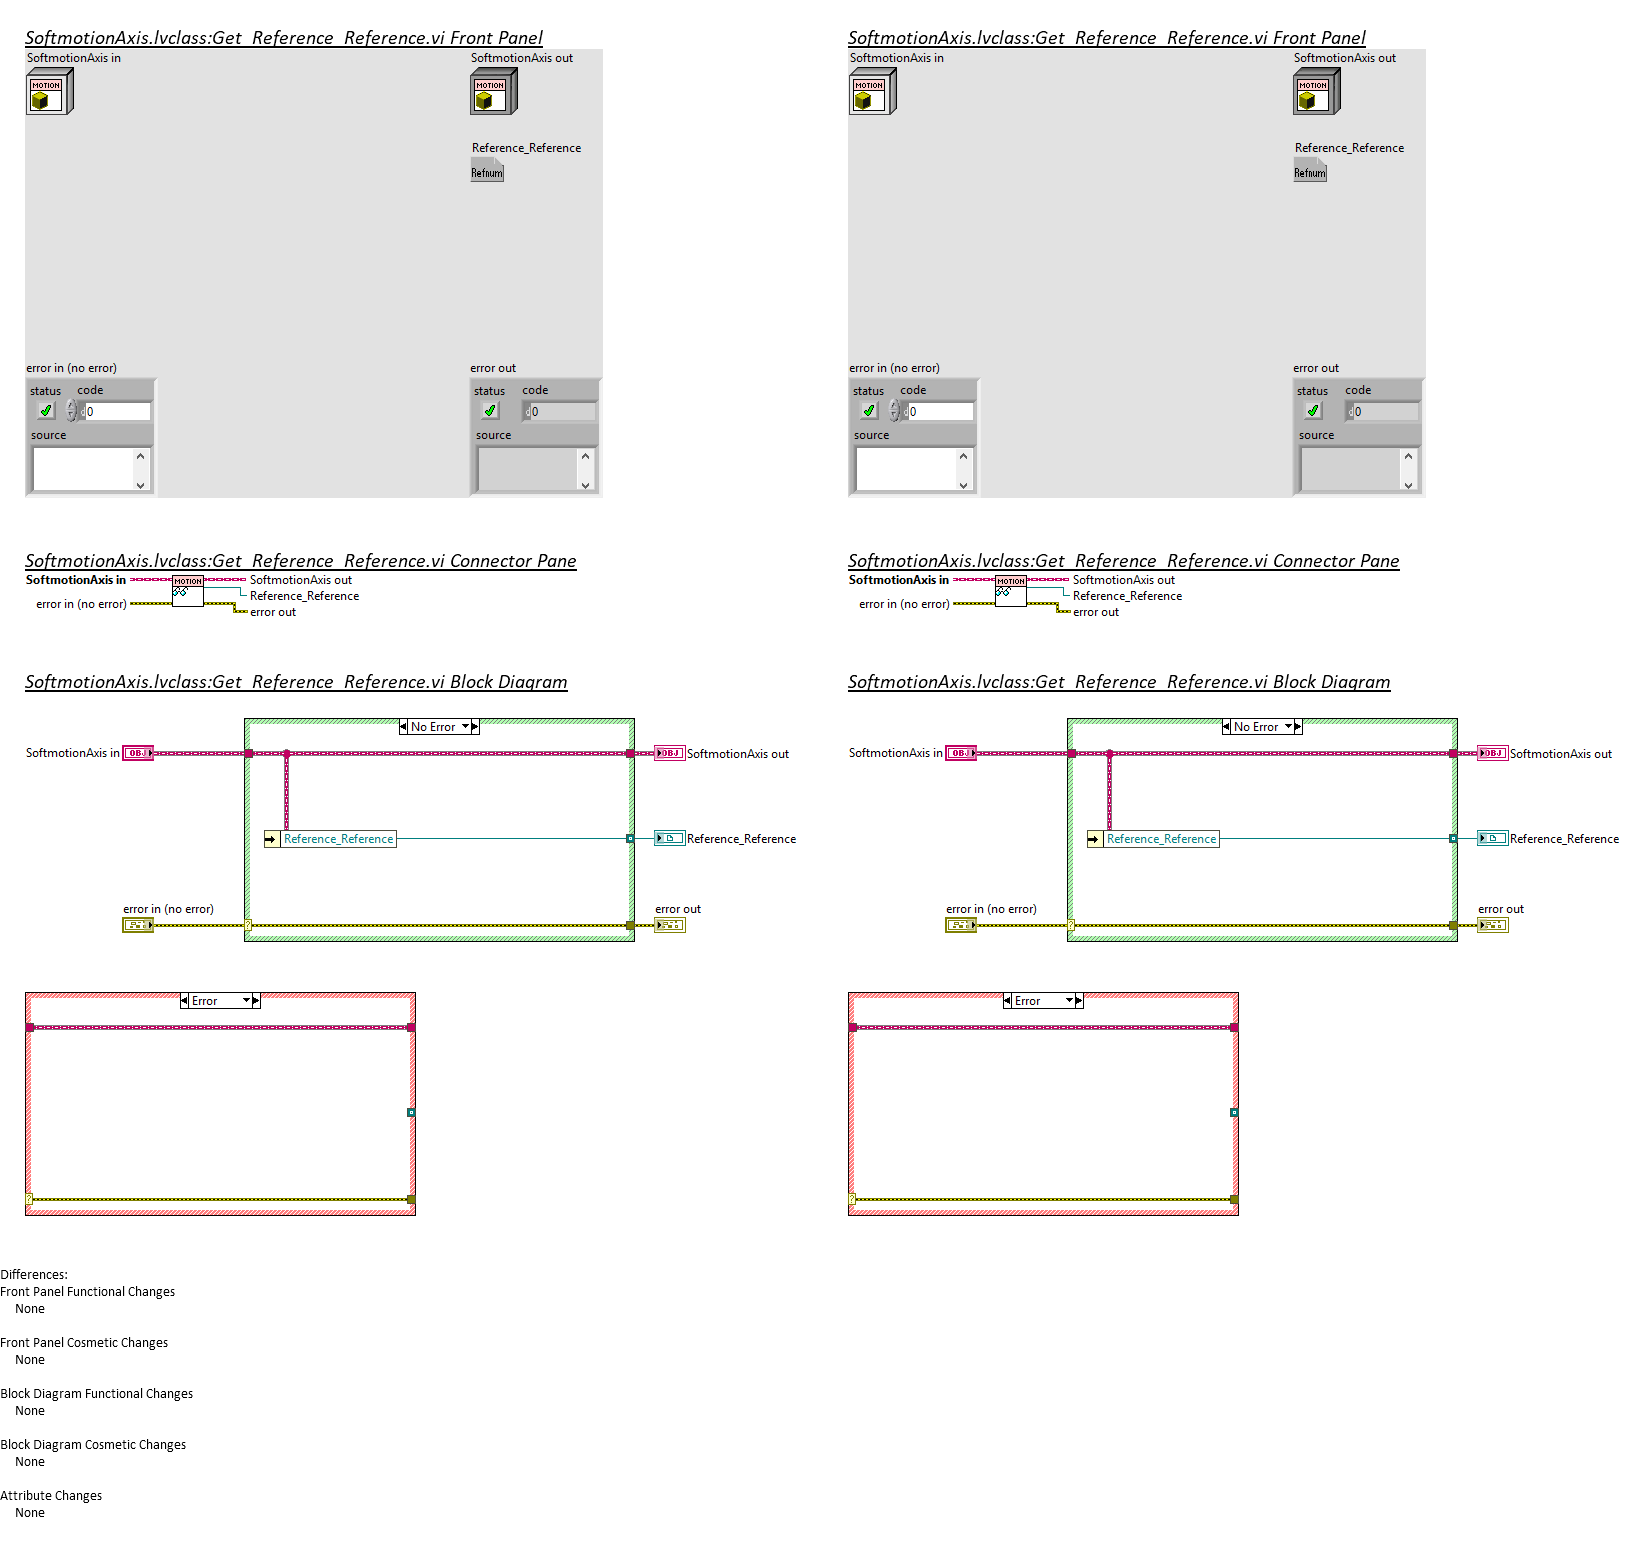 SoftmotionAxis.lvclass:Get_Reference_Reference.vi Front Panel
SoftmotionAxis in
SoftmotionAxis out
MOTION
MOTION
Reference_Reference
Refnum
error in (no error)
error out
status code
0
status code
d0
source
source
SoftmotionAxis.lvclass:Get_Reference_Reference.vi Connector Pane
SoftmotionAxis in
MOTION
SoftmotionAxis out
Reference_Reference
error in (no error)
error out
SoftmotionAxis.lvclass:Get_Reference_Reference.vi Block Diagram
No Error
SoftmotionAxis in
OBJ
OBJ
SoftmotionAxis out
Reference_Reference
Reference_Reference
error in (no error)
error out
?
Error
?
SoftmotionAxis.lvclass:Get_Reference_Reference.vi Front Panel
SoftmotionAxis in
SoftmotionAxis out
MOTION
MOTION
Reference_Reference
Refnum
error in (no error)
error out
status code
d0
status code
d0
source
source
SoftmotionAxis.lvclass:Get_Reference_Reference.vi Connector Pane
SoftmotionAxis in
MOTION
SoftmotionAxis out
Reference_Reference
error in (no error)
error out
SoftmotionAxis.lvclass:Get_Reference_Reference.vi Block Diagram
No Error
SoftmotionAxis in
OBJ
OBJ
SoftmotionAxis out
Reference_Reference
Reference_Reference
error in (no error)
error out
?
Error
?
Differences:
Front Panel Functional Changes
None
Front Panel Cosmetic Changes
None
Block Diagram Functional Changes
None
Block Diagram Cosmetic Changes
None
Attribute Changes
None